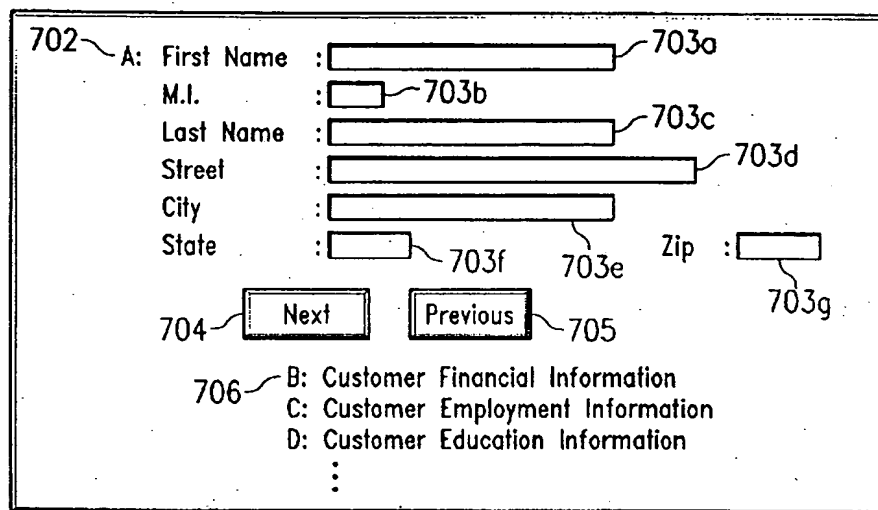 702 A: First Name : 703a
M.I. : 703b
Last Name : 703c
Street : 703d
City : 703e
State : 703f Zip : 703g
704 Next Previous 705
706 B: Customer Financial Information
C: Customer Employment Information
D: Customer Education Information
⋮